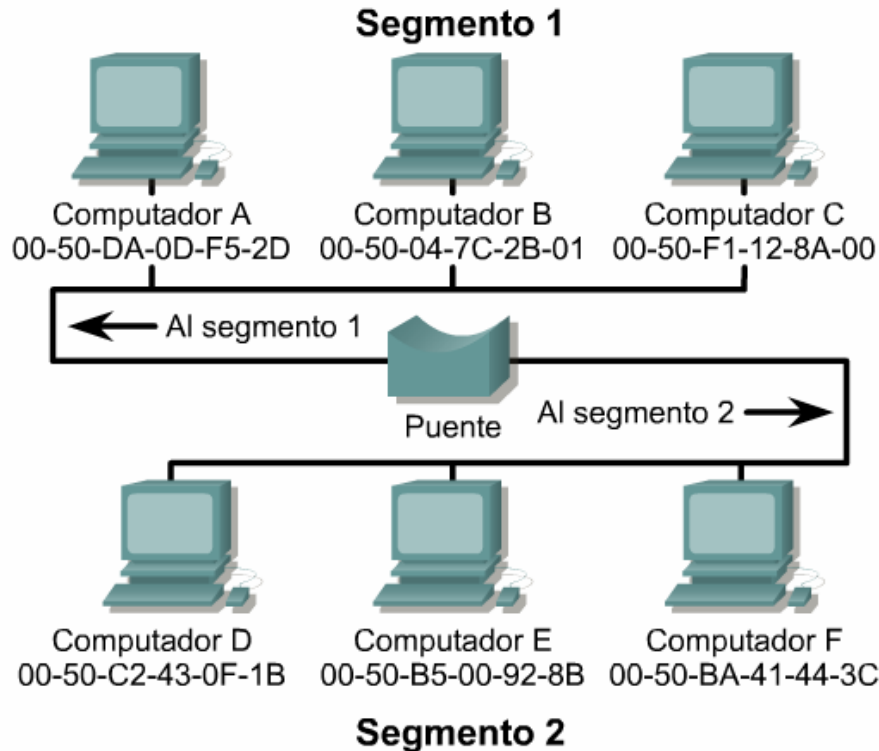 Segmento 1
Computador A
00-50-DA-0D-F5-2D
Computador B
00-50-04-7C-2B-01
Computador C
00-50-F1-12-8A-00
Al segmento 1
Puente
Al segmento 2
Computador D
00-50-C2-43-0F-1B
Computador E
00-50-B5-00-92-8B
Computador F
00-50-BA-41-44-3C
Segmento 2